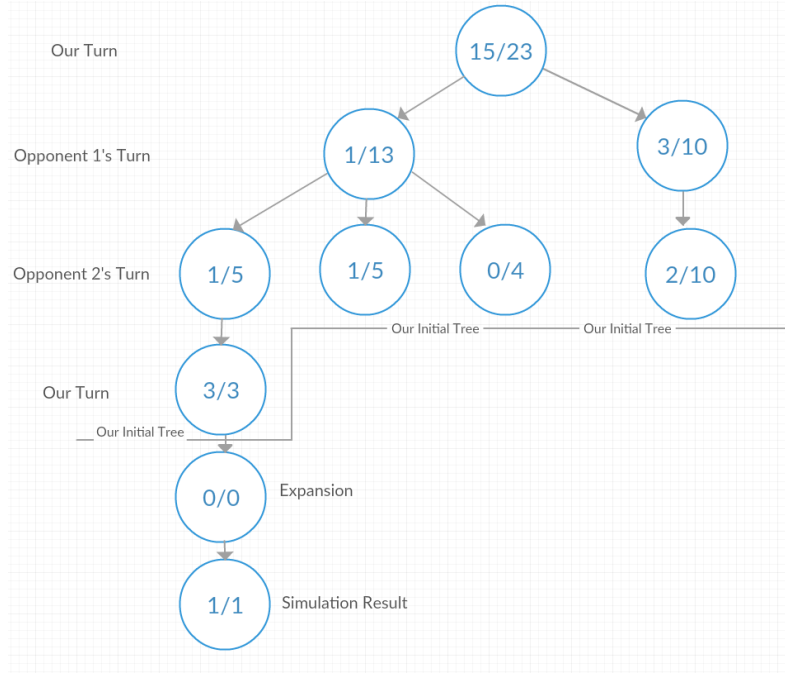 Our Turn
15/23
Opponent 1's Turn
1/13
3/10
Opponent 2's Turn
1/5
1/5
0/4
2/10
Our Initial Tree
Our Initial Tree
Our Turn
3/3
Our Initial Tree
0/0
Expansion
1/1
Simulation Result